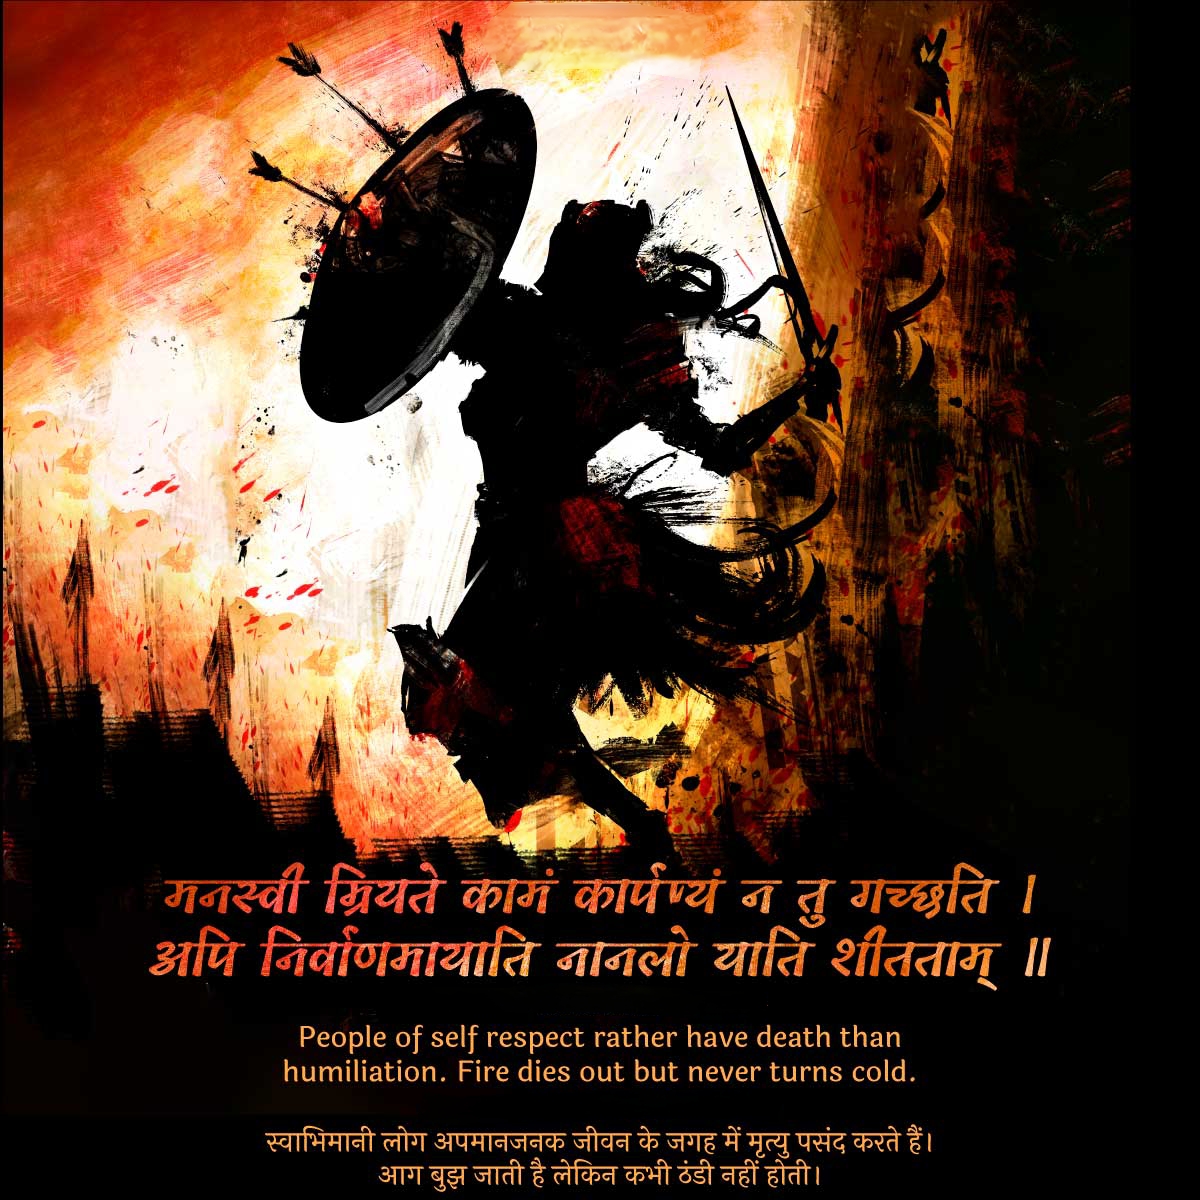 मनस्वी म्रियते कामं कार्पण्यं न तु गच्छति ।
अपि निर्वाणमायाति नानलो याति शीतताम् ॥
People of self respect rather have death than
humiliation. Fire dies out but never turns cold.
स्वाभिमानी लोग अपमानजनक जीवन के जगह में मृत्यु पसंद करते हैं।
आग बुझ जाती है लेकिन कभी ठंडी नहीं होती।